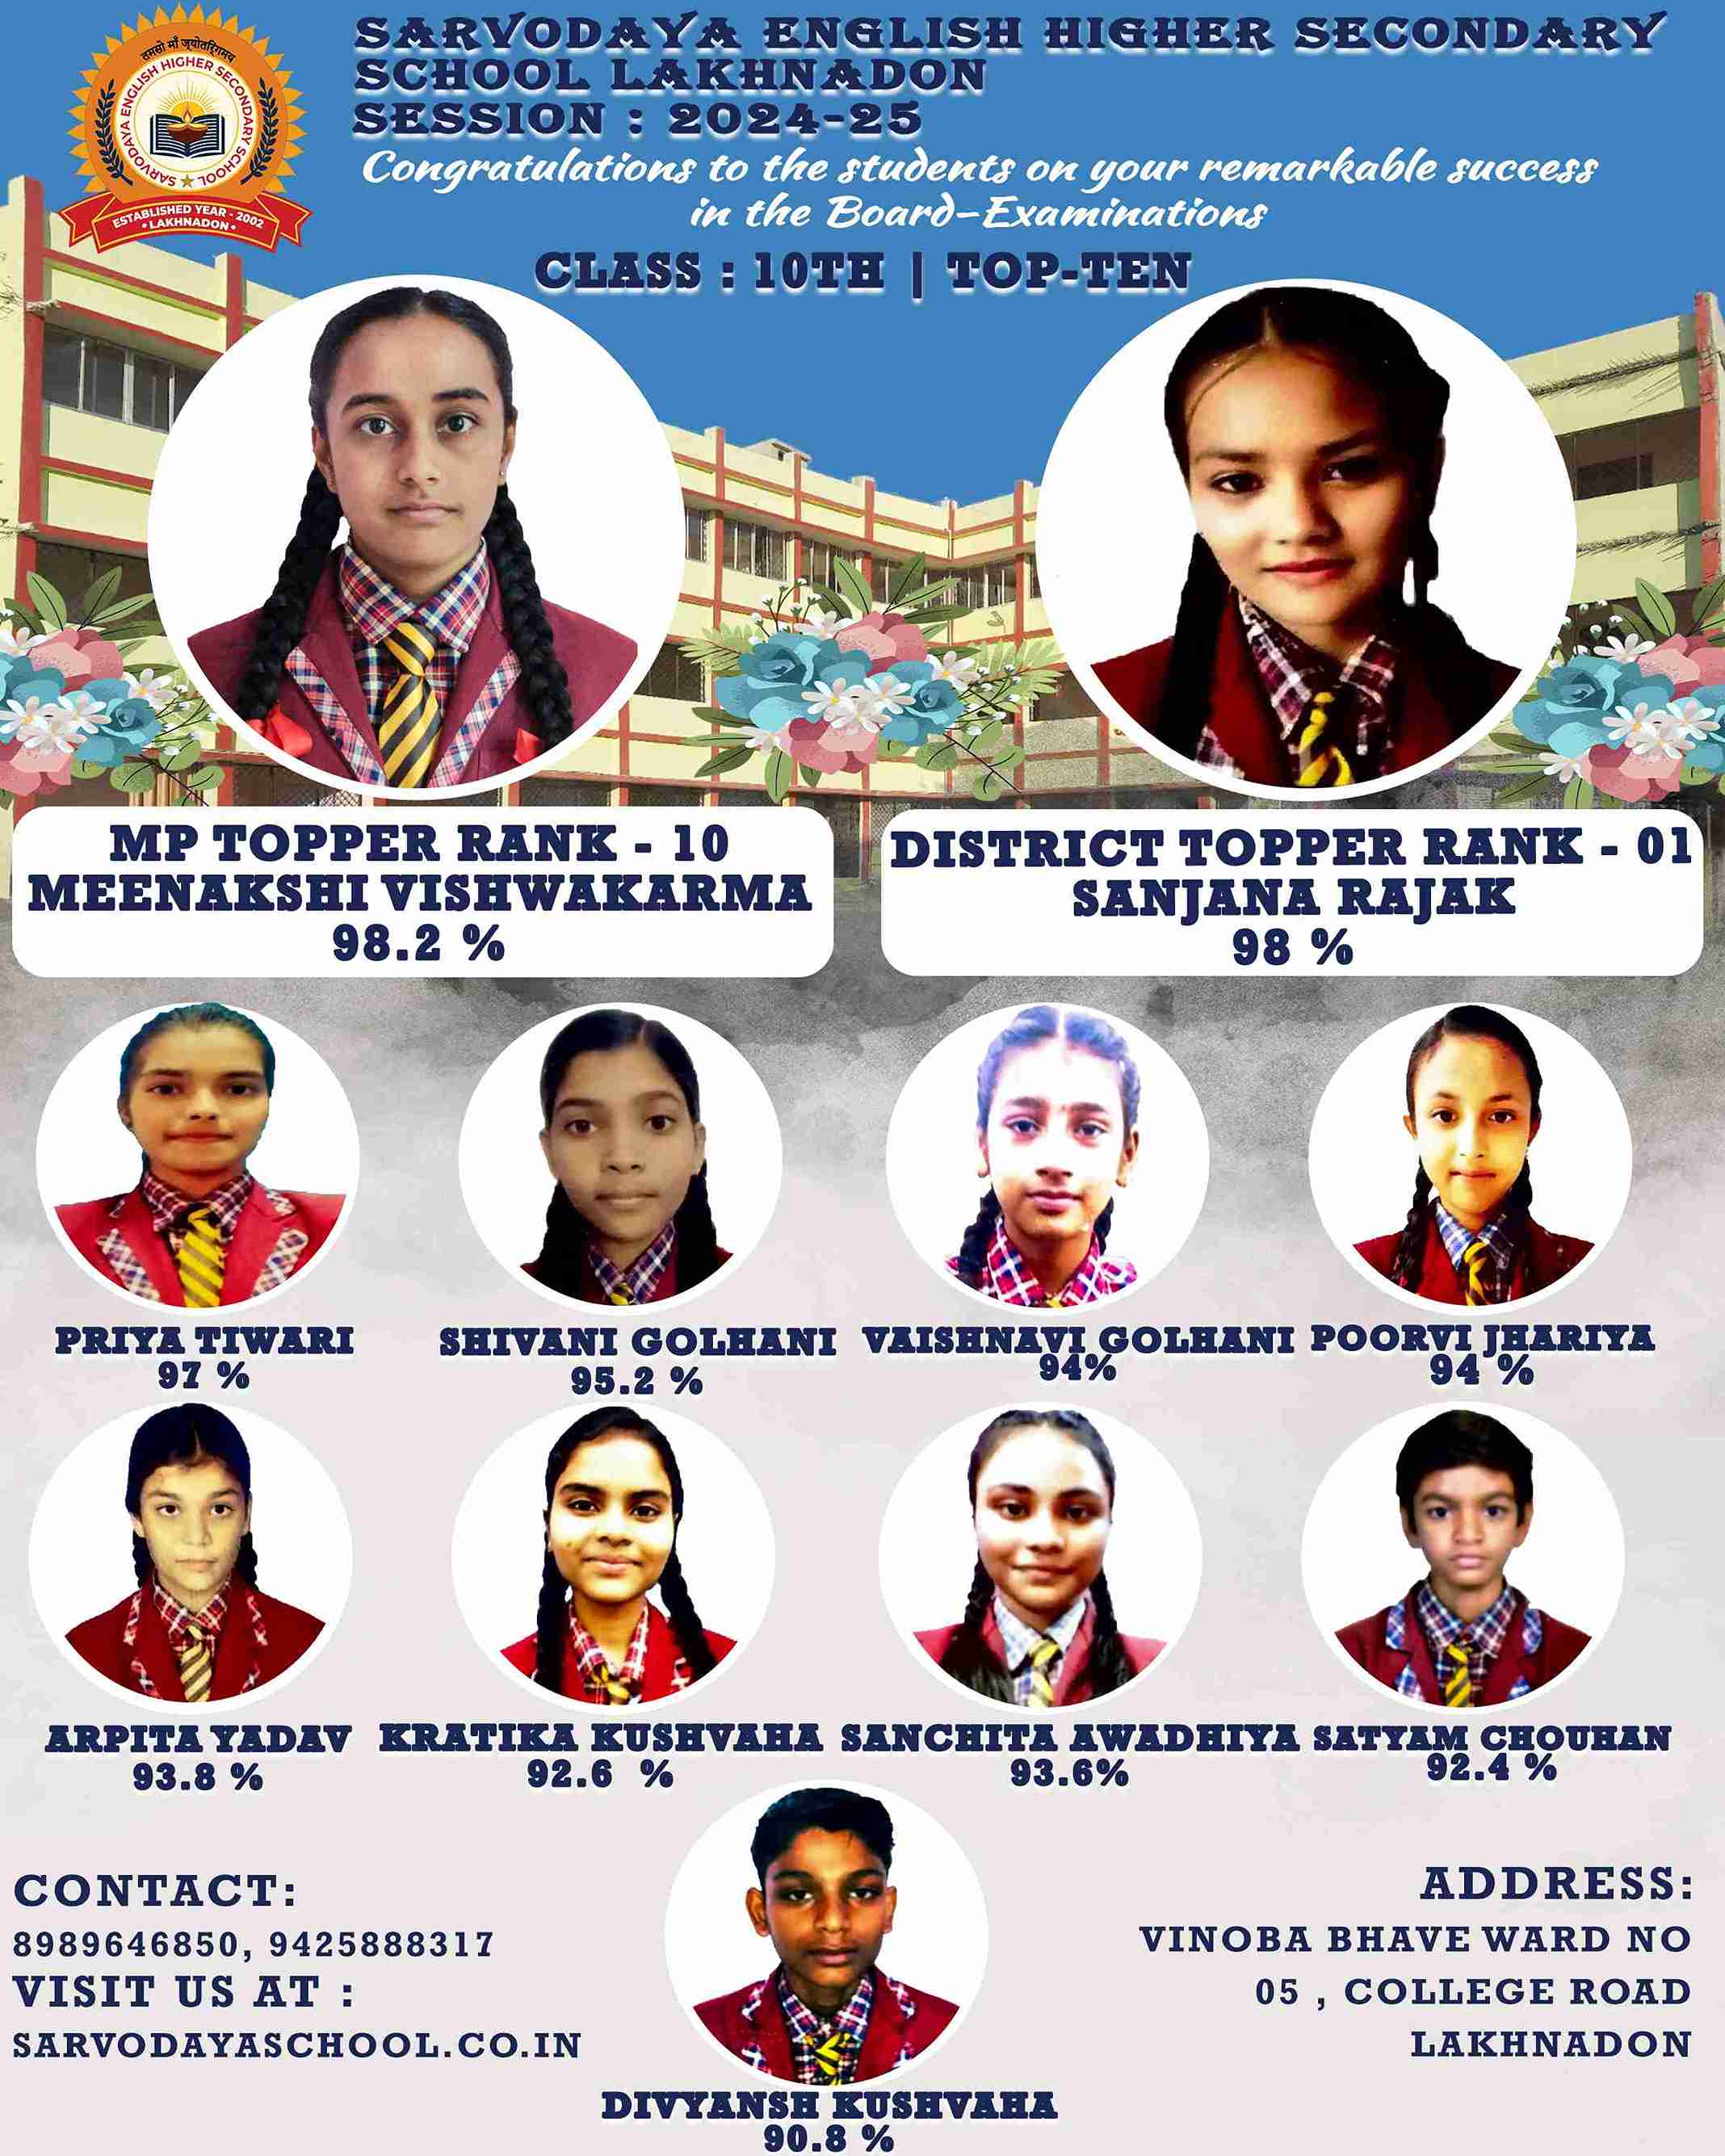 तमसो माँ ज्योतिर्गमय
SARVODAYA ENGLISH HIGHER SECONDARY SCHOOL
SARVO
ESTABLISHED YEAR - 2002
• LAKHNADON •
SARVODAYA ENGLISH HIGHER SECONDARY
SCHOOL LAKHNADON
SESSION : 2024-25
Congratulations to the students on your remarkable success
in the Board-Examinations
CLASS : 10TH | TOP-TEN
MP TOPPER RANK - 10
MEENAKSHI VISHWAKARMA
98.2 %
DISTRICT TOPPER RANK - 01
SANJANA RAJAK
98 %
PRIYA TIWARI
97 %
SHIVANI GOLHANI
95.2 %
VAISHNAVI GOLHANI
94%
POORVI JHARIYA
94 %
ARPITA YADAV
93.8 %
KRATIKA KUSHVAHA
92.6 %
SANCHITA AWADHIYA
93.6%
SATYAM CHOUHAN
92.4 %
DIVYANSH KUSHVAHA
90.8 %
CONTACT:
8989646850, 9425888317
VISIT US AT :
SARVODAYASCHOOL.CO.IN
ADDRESS:
VINOBA BHAVE WARD NO
05 , COLLEGE ROAD
LAKHNADON